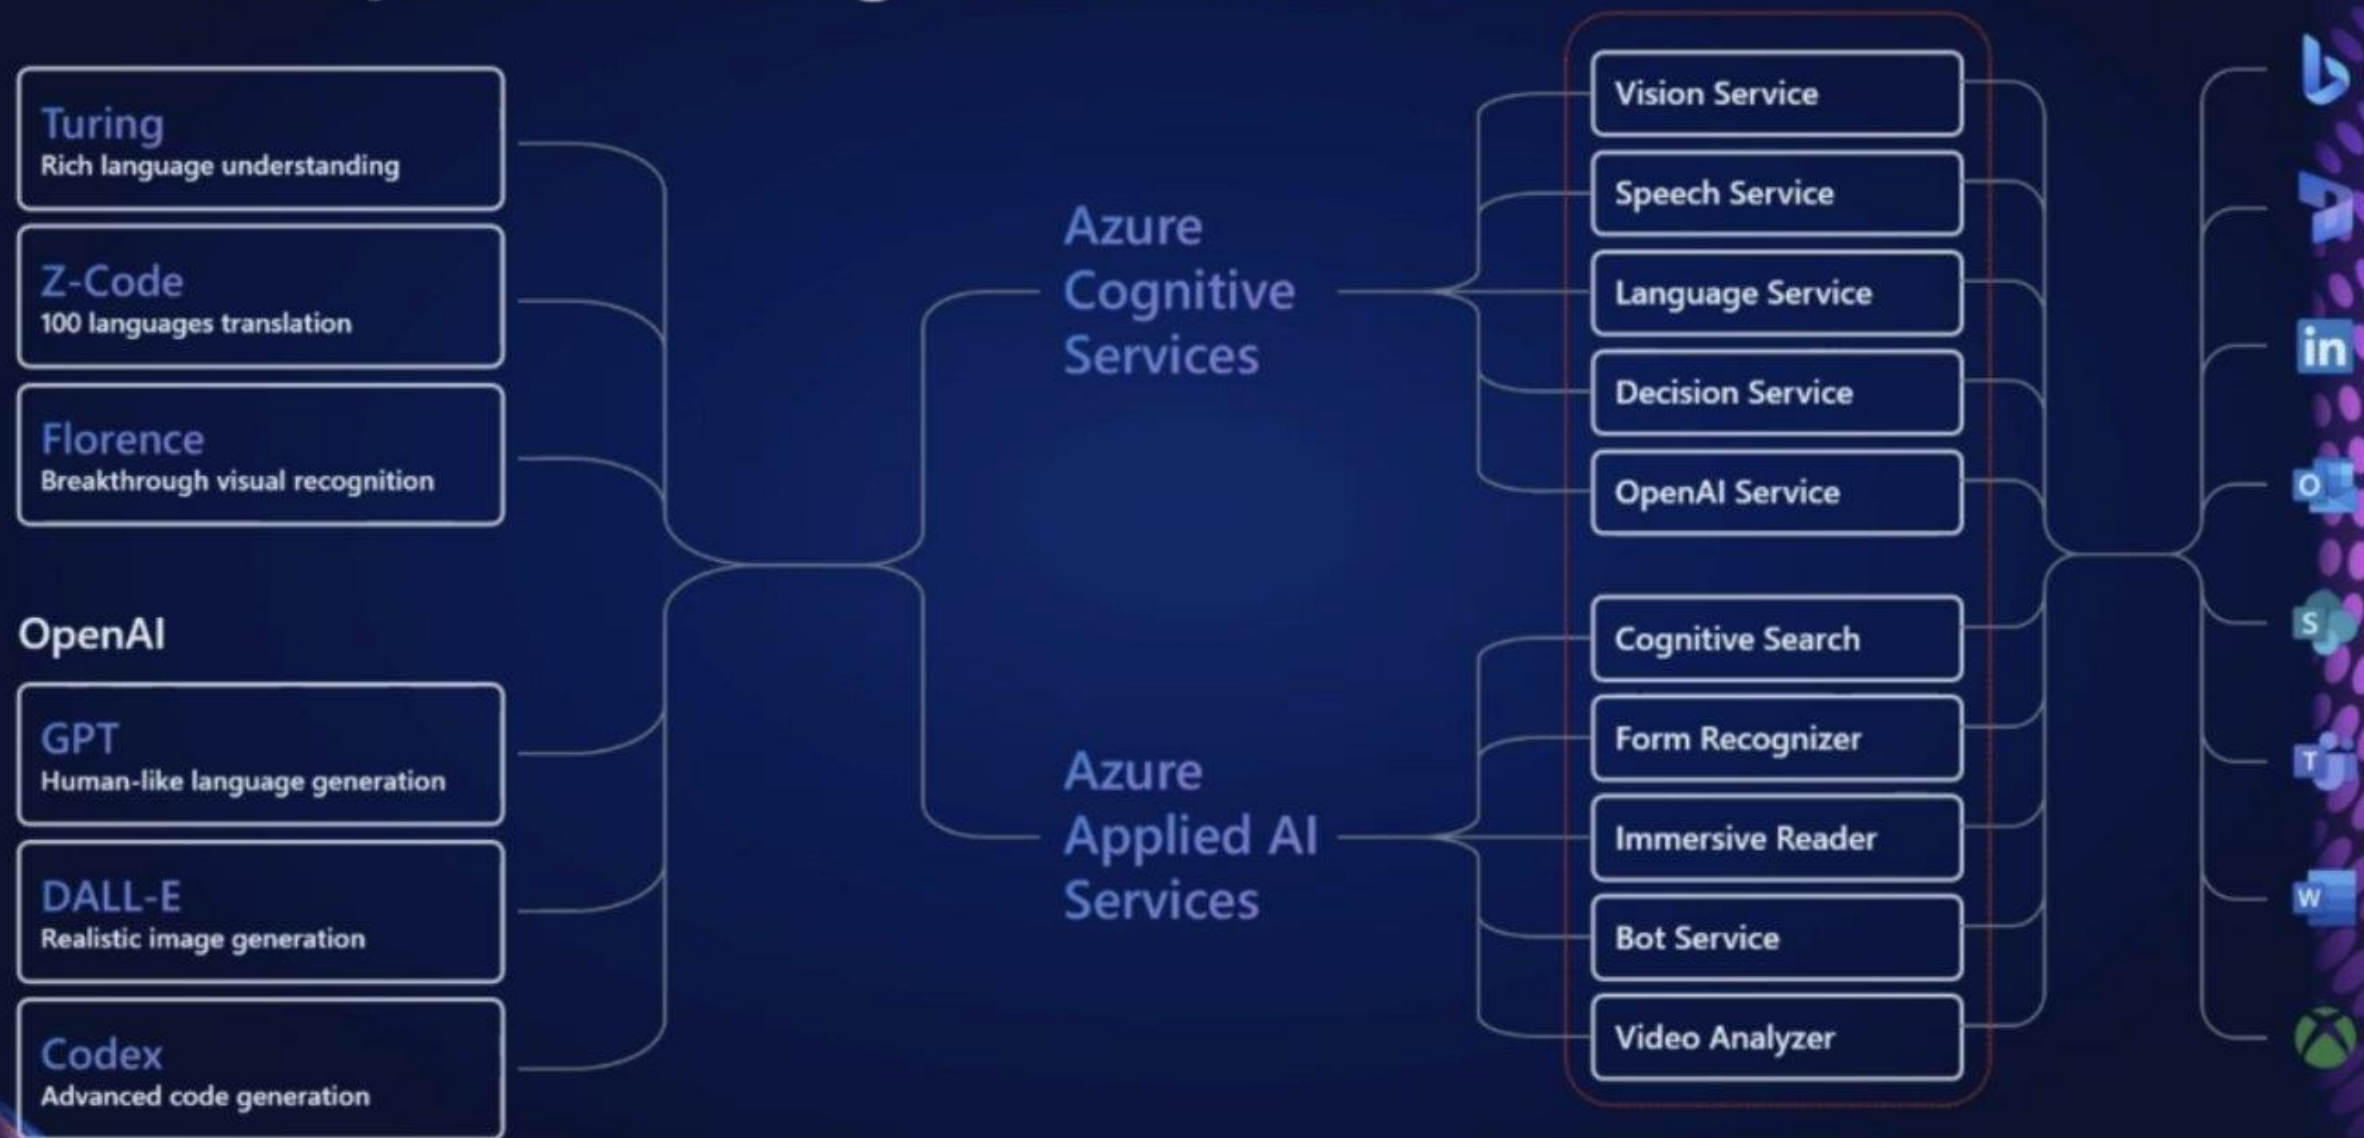 Turing
Rich language understanding
Z-Code
100 languages translation
Florence
Breakthrough visual recognition
OpenAI
GPT
Human-like language generation
DALL-E
Realistic image generation
Codex
Advanced code generation
Azure
Cognitive
Services
Azure
Applied AI
Services
Vision Service
Speech Service
Language Service
Decision Service
OpenAI Service
Cognitive Search
Form Recognizer
Immersive Reader
Bot Service
Video Analyzer
in
O
S
T
W